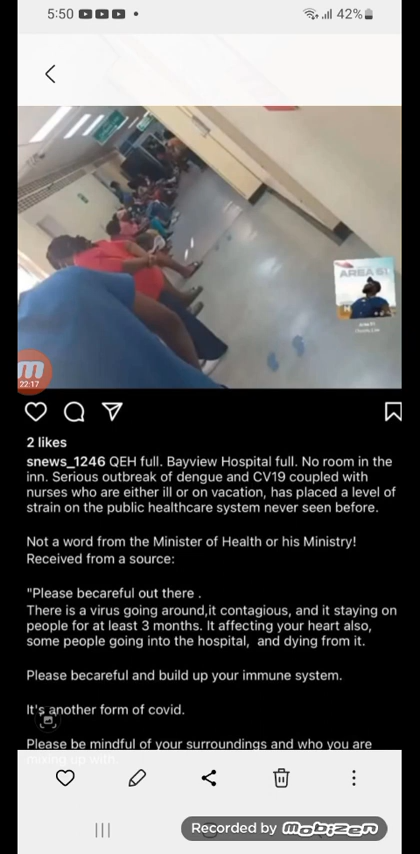 5:50
42%
AREA 61
22:17
2 likes
snews_1246 QEH full. Bayview Hospital full. No room in the
inn. Serious outbreak of dengue and CV19 coupled with
nurses who are either ill or on vacation, has placed a level of
strain on the public healthcare system never seen before.
Not a word from the Minister of Health or his Ministry!
Received from a source:
"Please becareful out there .
There is a virus going around,it contagious, and it staying on
people for at least 3 months. It affecting your heart also,
some people going into the hospital,  and dying from it.
Please becareful and build up your immune system.
It's another form of covid.
Please be mindful of your surroundings and who you are
mixing up with.
Recorded by mobizen